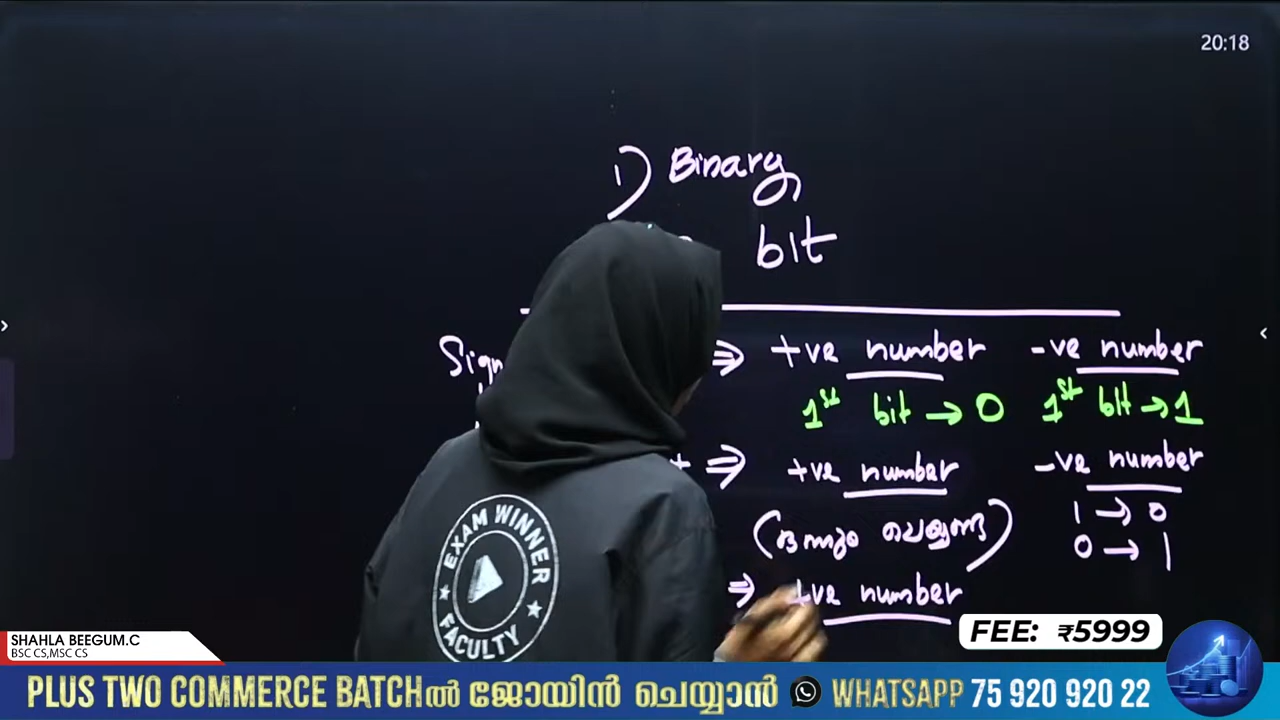 20:18
1) Binary
bit
Sign ⇒ +ve number -ve number
1st bit → 0 1st bit → 1
⇒ +ve number -ve number
(ഒന്നും ചെയ്യണ്ട) 1 → 0
0 → 1
⇒ +ve number
EXAM WINNER
FACULTY
FEE: ₹5999
SHAHLA BEEGUM.C
BSC CS,MSC CS
PLUS TWO COMMERCE BATCHൽ ജോയിൻ ചെയ്യാൻ WHATSAPP 75 920 920 22